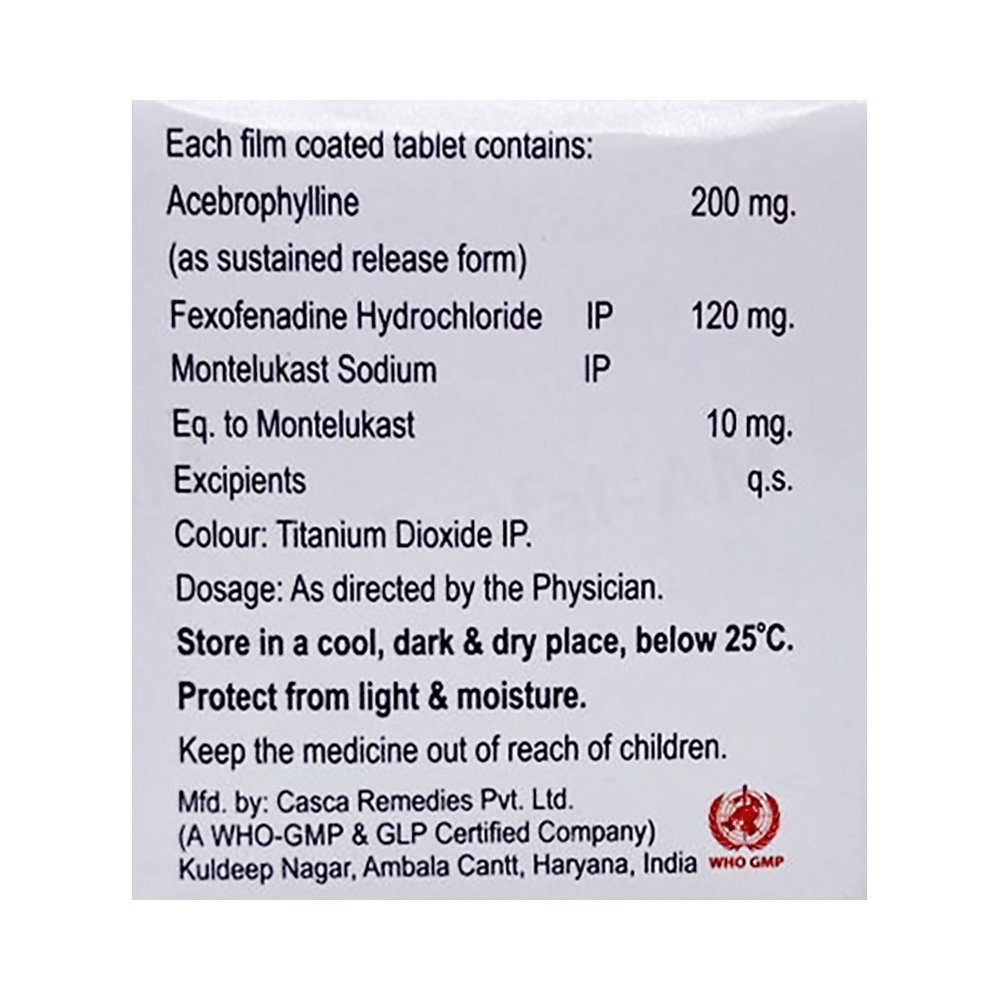 Each film coated tablet contains:
Acebrophylline 200 mg.
(as sustained release form)
Fexofenadine Hydrochloride IP 120 mg.
Montelukast Sodium IP
Eq. to Montelukast 10 mg.
Excipients q.s.
Colour: Titanium Dioxide IP.
Dosage: As directed by the Physician.
Store in a cool, dark & dry place, below 25°C.
Protect from light & moisture.
Keep the medicine out of reach of children.
Mfd. by: Casca Remedies Pvt. Ltd.
(A WHO-GMP & GLP Certified Company)
Kuldeep Nagar, Ambala Cantt, Haryana, India
WHO GMP